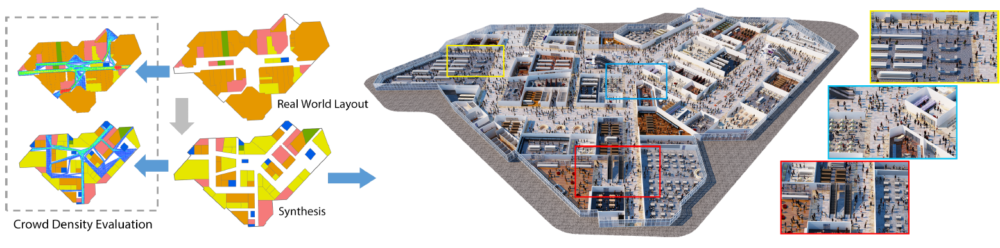 Real World Layout
Synthesis
Crowd Density Evaluation